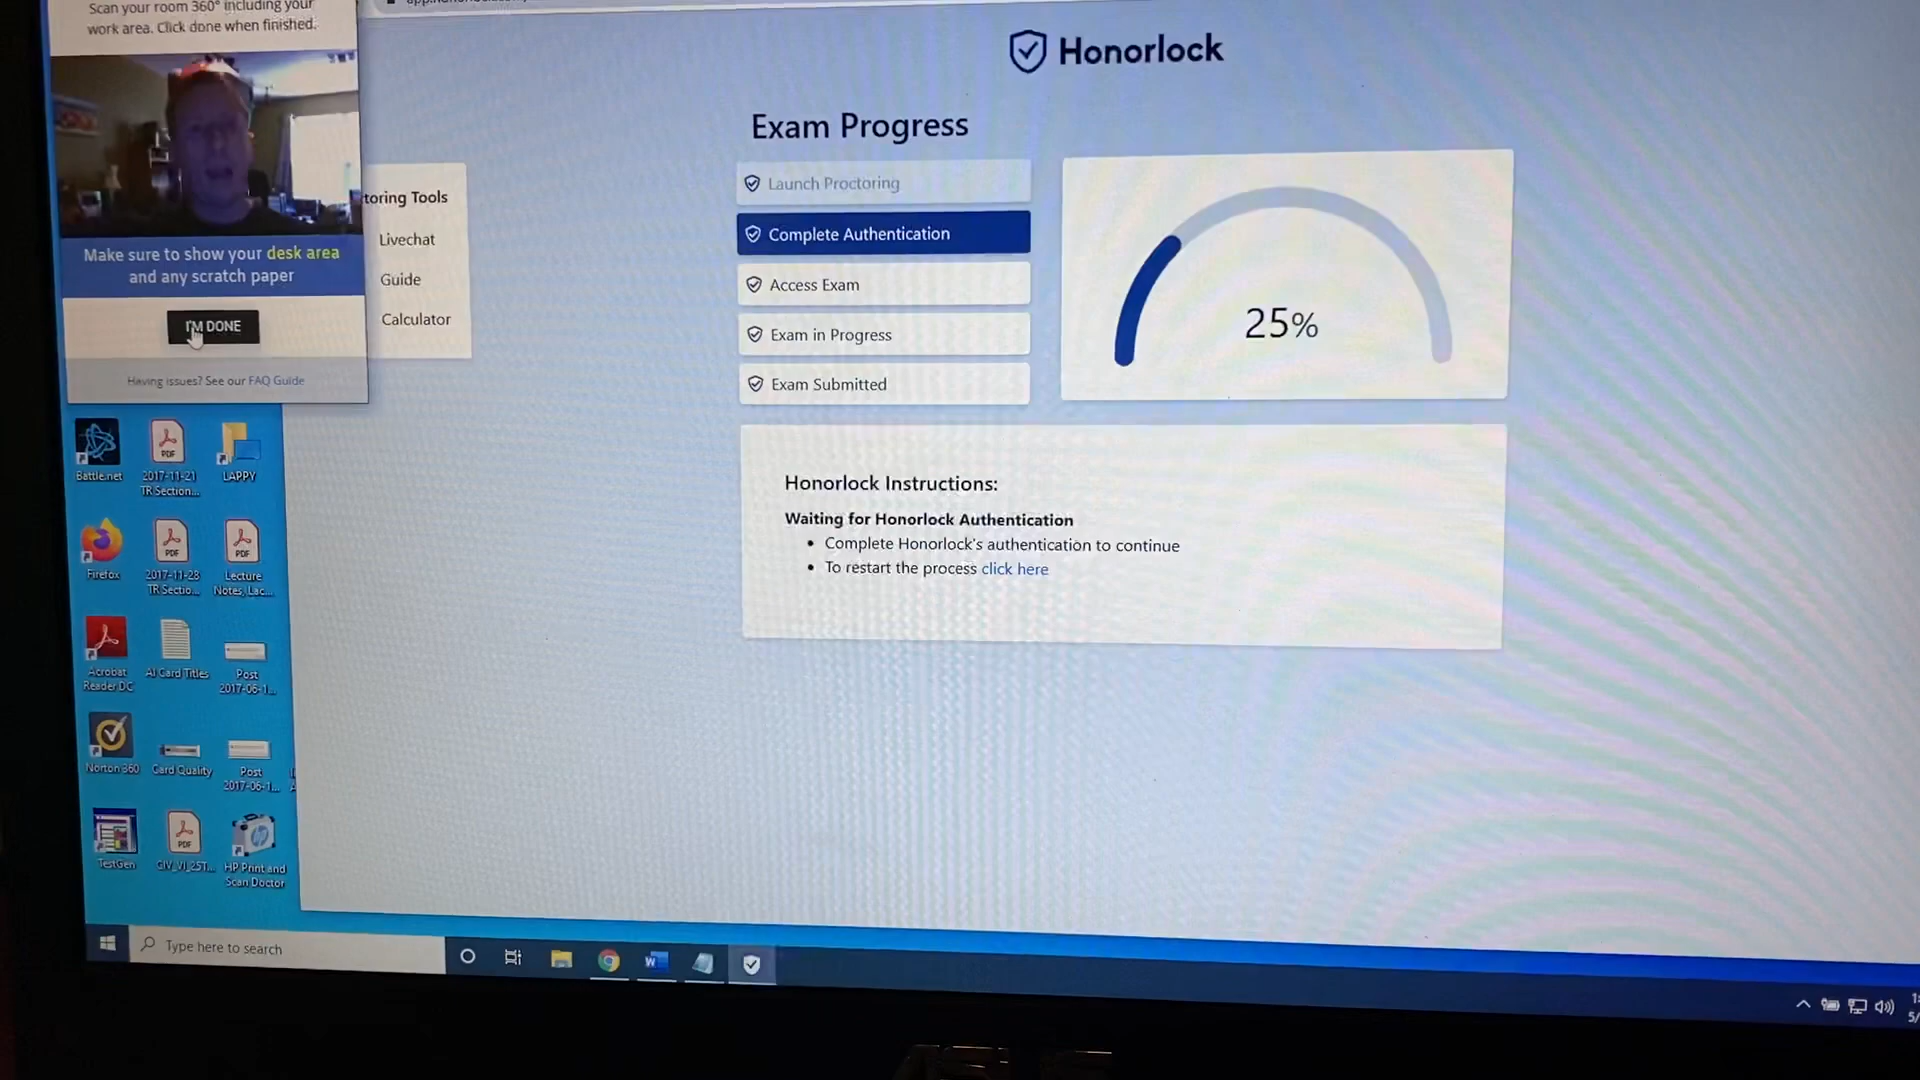 Scan your room 360° including your
work area. Click done when finished.
Make sure to show your desk area
and any scratch paper
I'M DONE
Having issues? See our FAQ Guide
toring Tools
Livechat
Guide
Calculator
Honorlock
Exam Progress
Launch Proctoring
Complete Authentication
Access Exam
Exam in Progress
Exam Submitted
25%
Honorlock Instructions:
Waiting for Honorlock Authentication
Complete Honorlock's authentication to continue
To restart the process click here
Battle.net
PDF
2017-11-21
TR Section...
LAPPY
Firefox
PDF
2017-11-28
TR Sectio...
PDF
Lecture
Notes, Lac...
Acrobat
Reader DC
AI Card Titles
Post
2017-06-1...
Norton 360
Card Quality
Post
2017-06-1...
TestGen
PDF
HP Print and
Scan Doctor
Type here to search